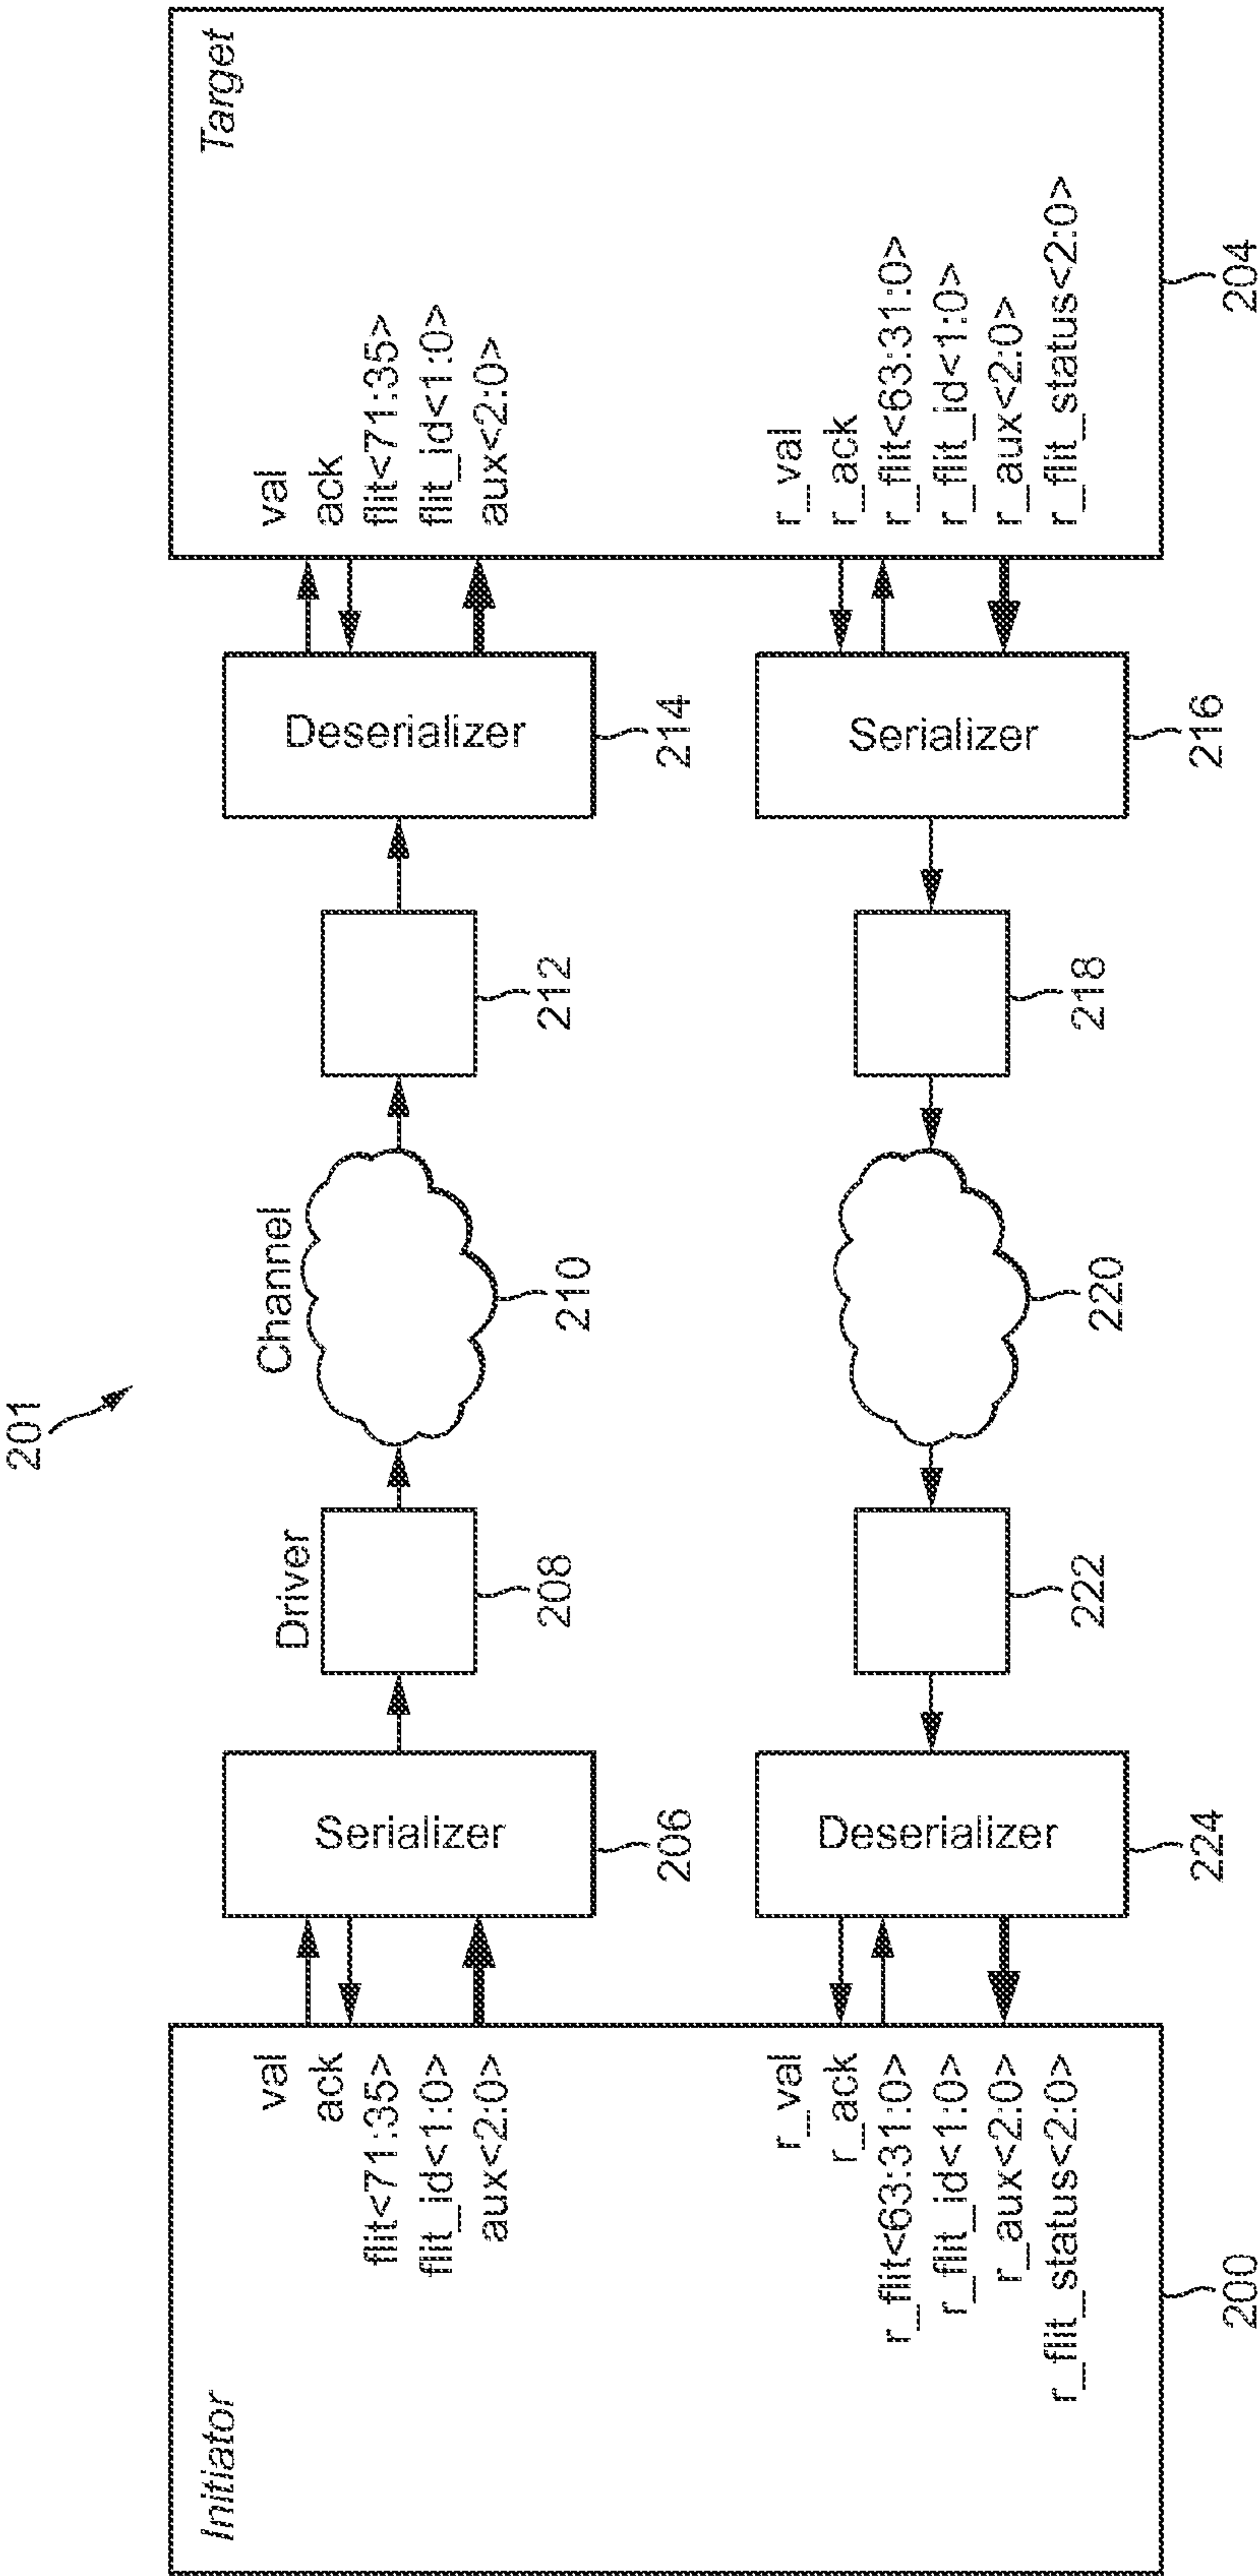 201
Initiator
val
ack
flit<71:35>
flit_id<1:0>
aux<2:0>
r_val
r_ack
r_flit<63:31:0>
r_flit_id<1:0>
r_aux<2:0>
r_flit_status<2:0>
200
Serializer
206
Driver
208
Channel
210
212
Deserializer
214
Deserializer
224
222
220
218
Serializer
216
Target
val
ack
flit<71:35>
flit_id<1:0>
aux<2:0>
r_val
r_ack
r_flit<63:31:0>
r_flit_id<1:0>
r_aux<2:0>
r_flit_status<2:0>
204